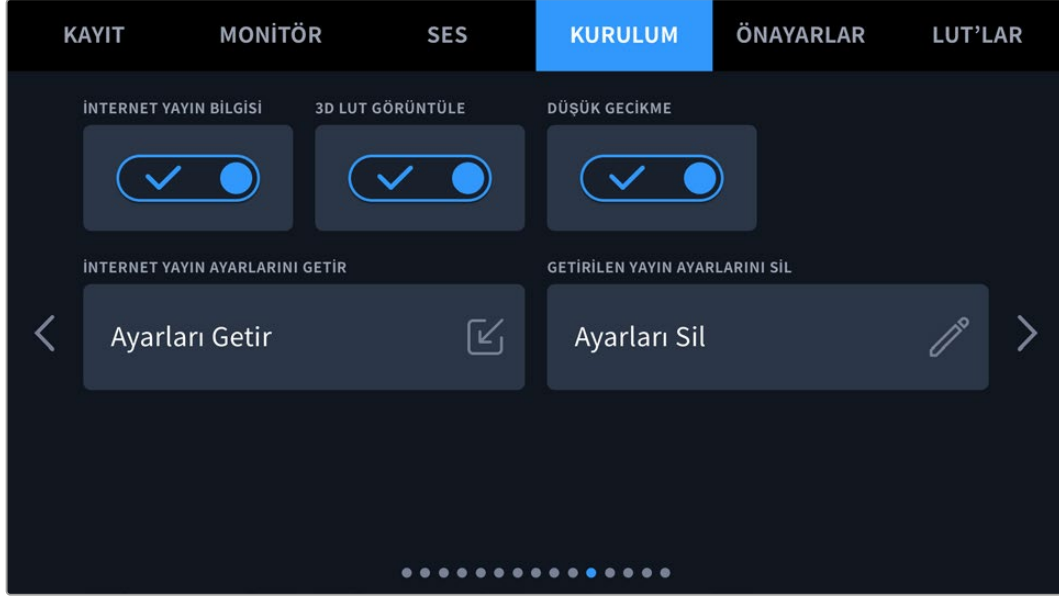 KAYIT MONİTÖR SES KURULUM ÖNAYARLAR LUT’LAR
İNTERNET YAYIN BİLGİSİ 3D LUT GÖRÜNTÜLE DÜŞÜK GECİKME
İNTERNET YAYIN AYARLARINI GETİR GETİRİLEN YAYIN AYARLARINI SİL
Ayarları Getir Ayarları Sil